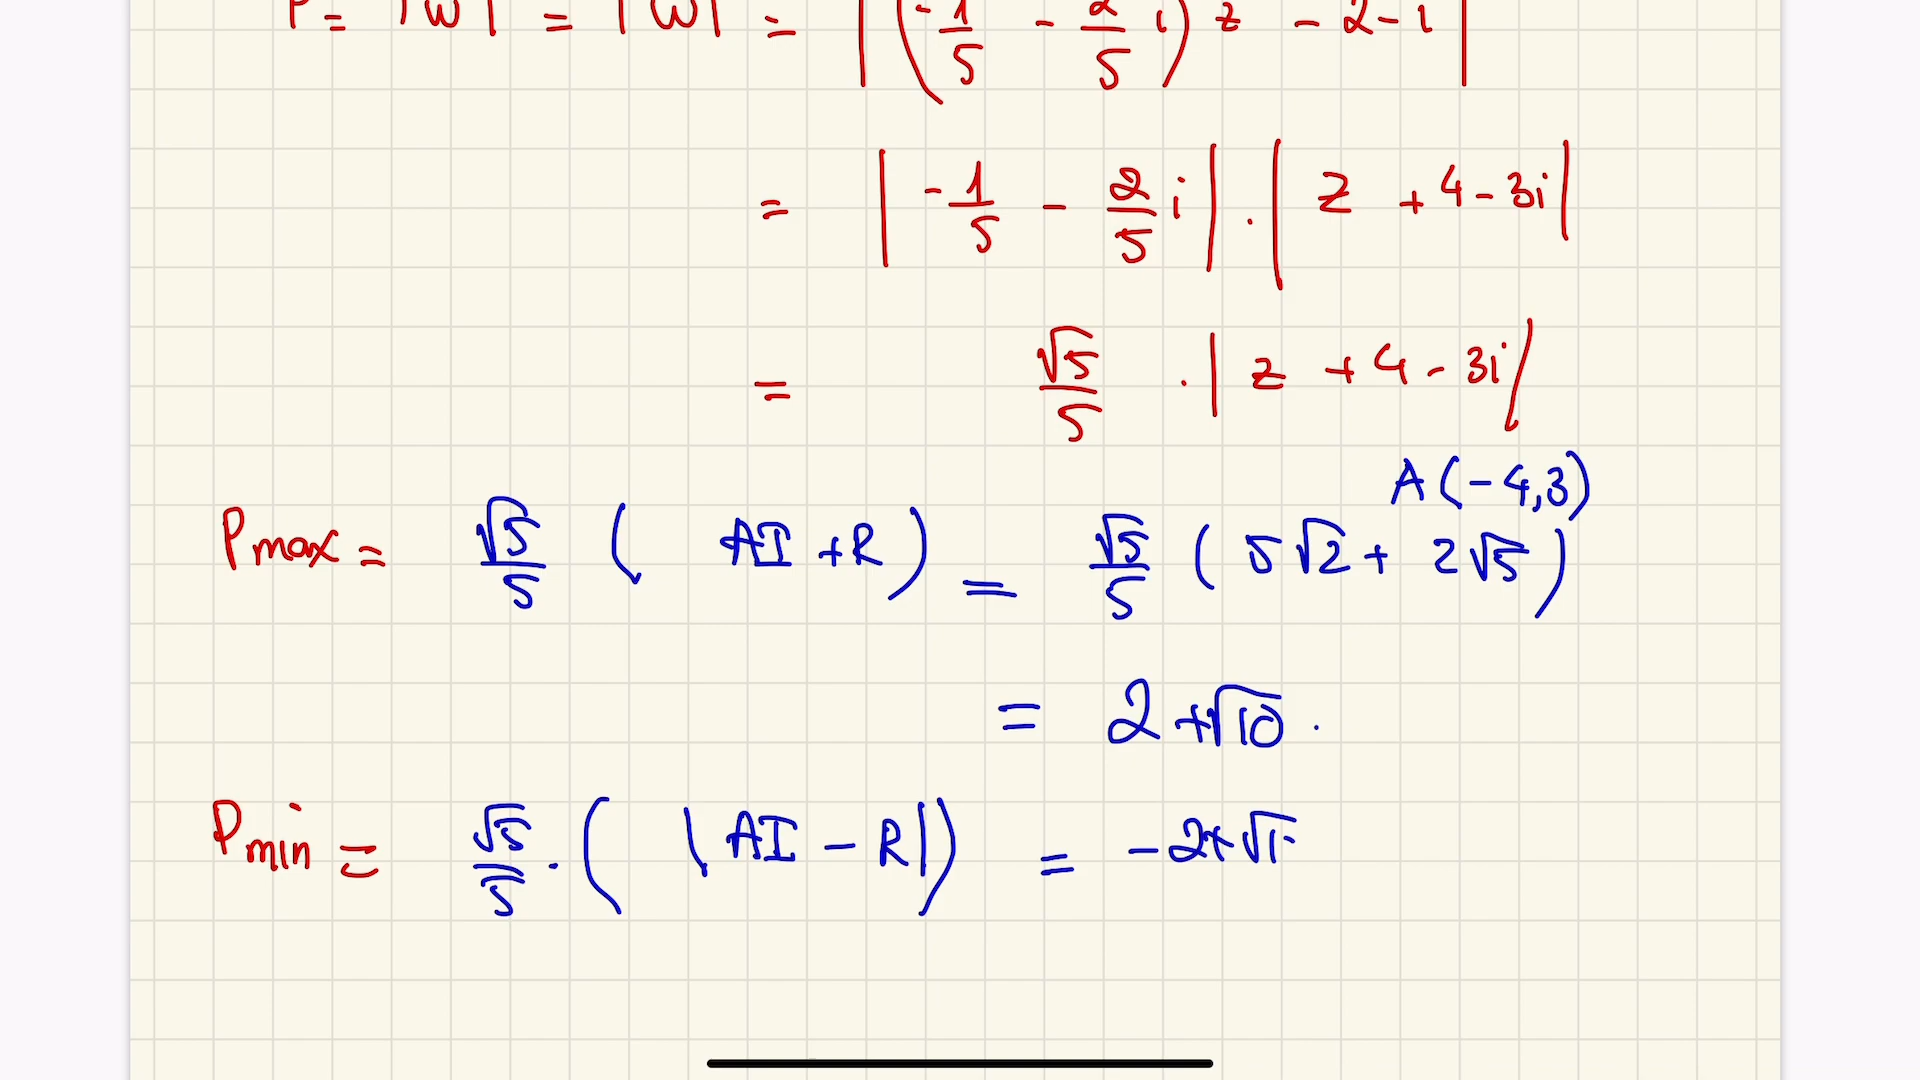 P = |w| = |w| = |(-1/5 - 2/5 i) z - 2 - i|
= |-1/5 - 2/5 i| . |z + 4 - 3i|
= √5/5 . |z + 4 - 3i|
A(-4,3)
Pmax = √5/5 (AI + R) = √5/5 (5√2 + 2√5)
= 2 + √10 .
Pmin = √5/5 . (|AI - R|) = -2 + √1